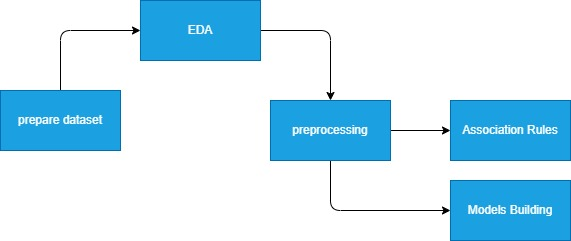 EDA
prepare dataset
preprocessing
Association Rules
Models Building